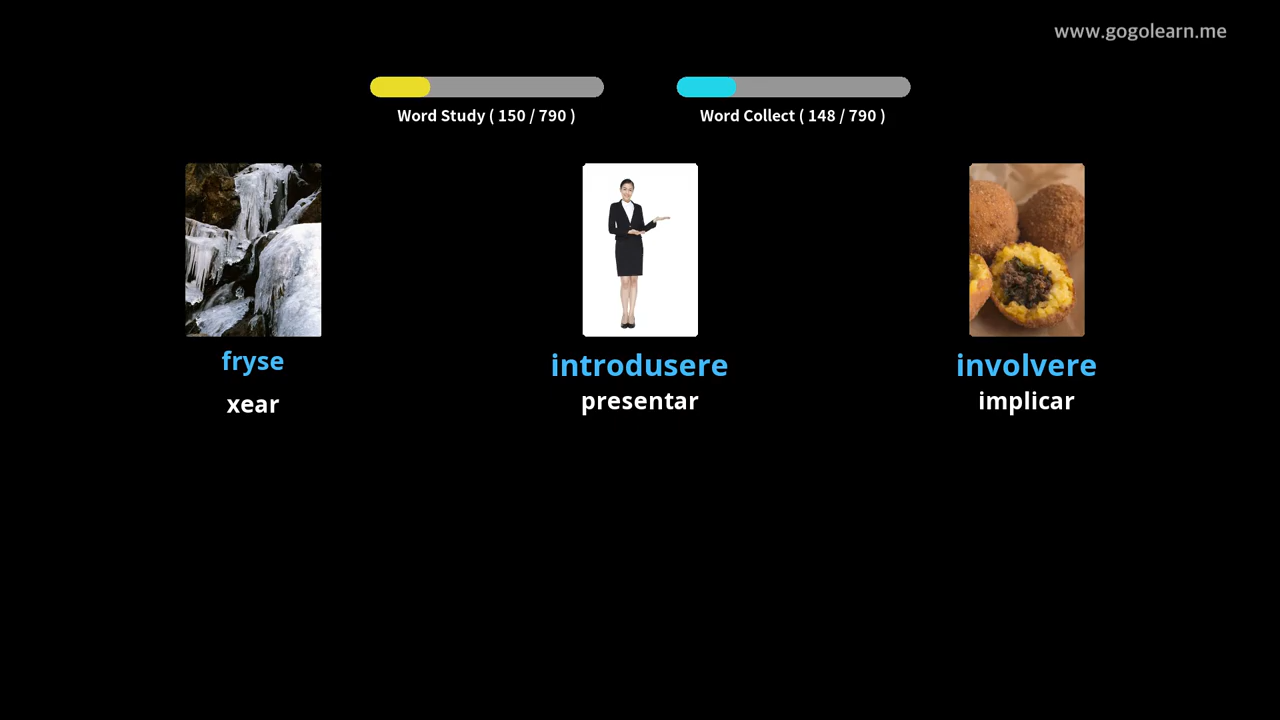 www.gogolearn.me
Word Study ( 150 / 790 )
Word Collect ( 148 / 790 )
fryse
xear
introdusere
presentar
involvere
implicar